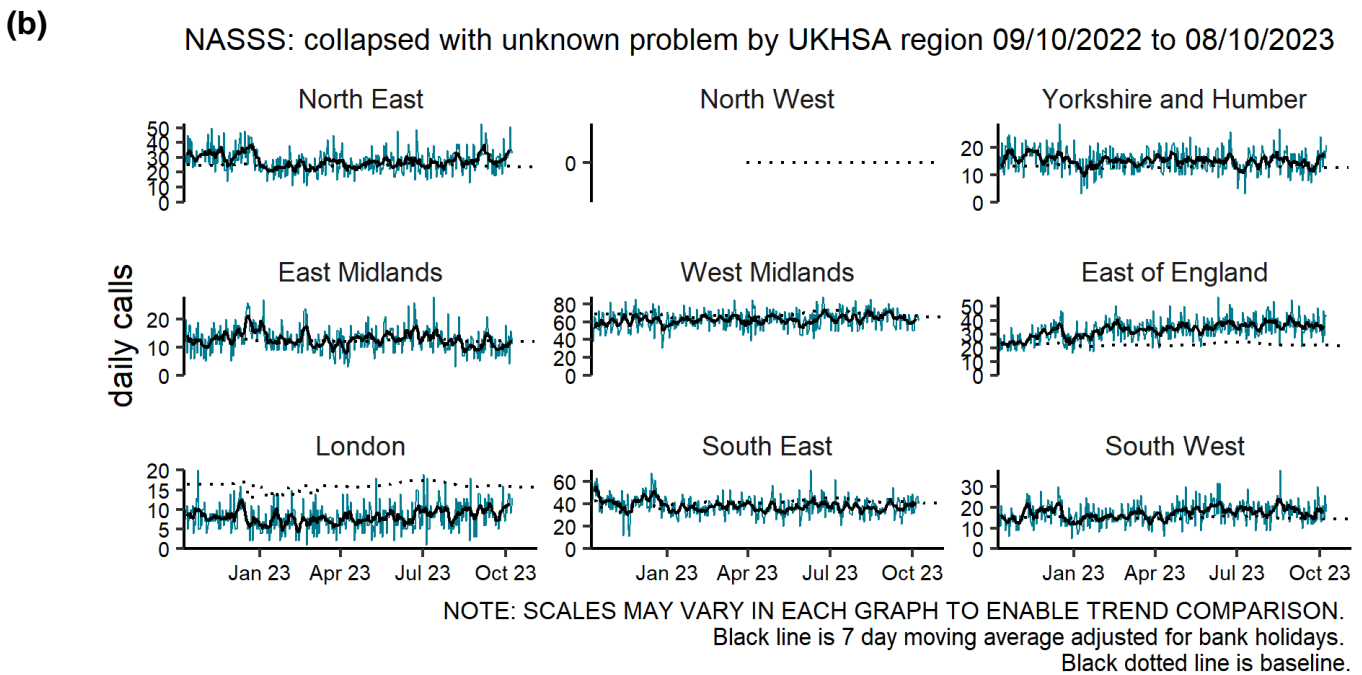 (b)
NASSS: collapsed with unknown problem by UKHSA region 09/10/2022 to 08/10/2023
North East
North West
Yorkshire and Humber
50
40
30
20
10
0
0
20
10
0
daily calls
East Midlands
West Midlands
East of England
20
10
0
80
60
40
20
0
50
40
30
20
10
0
London
South East
South West
20
15
10
5
0
60
40
20
0
30
20
10
0
Jan 23 Apr 23 Jul 23 Oct 23
Jan 23 Apr 23 Jul 23 Oct 23
Jan 23 Apr 23 Jul 23 Oct 23
NOTE: SCALES MAY VARY IN EACH GRAPH TO ENABLE TREND COMPARISON.
Black line is 7 day moving average adjusted for bank holidays.
Black dotted line is baseline.